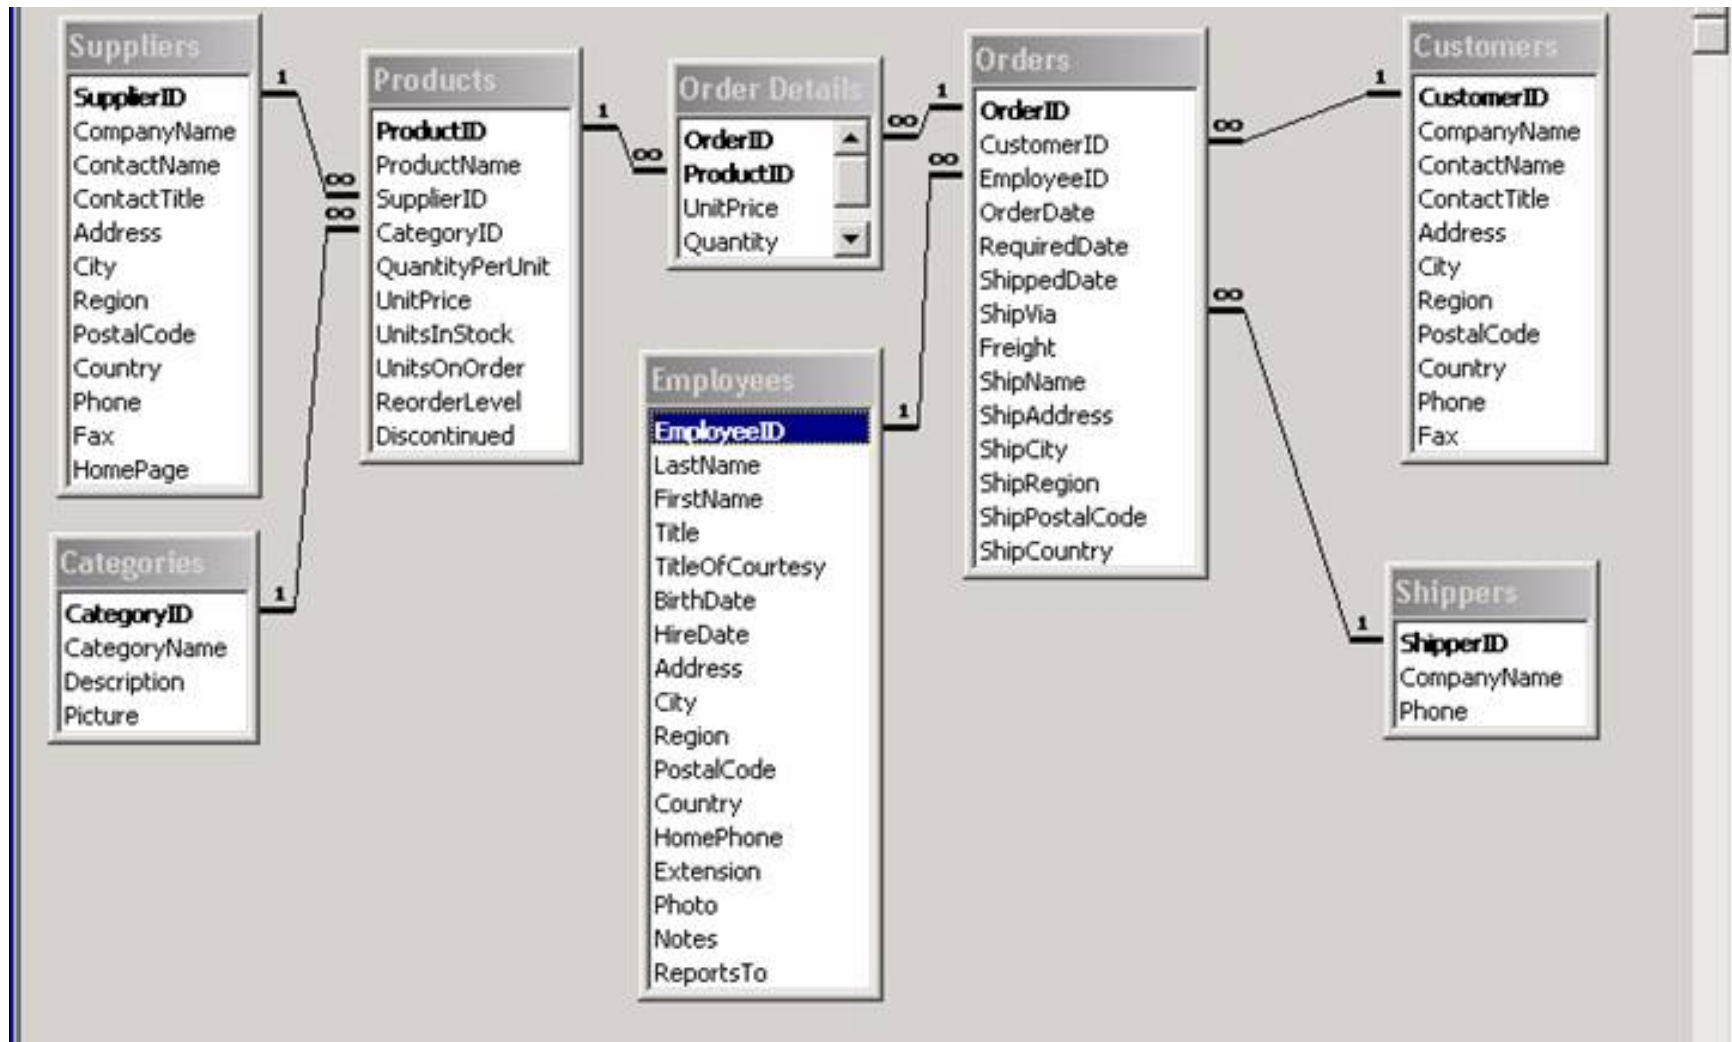 Suppliers
SupplierID
CompanyName
ContactName
ContactTitle
Address
City
Region
PostalCode
Country
Phone
Fax
HomePage
1
∞
Categories
CategoryID
CategoryName
Description
Picture
1
∞
Products
ProductID
ProductName
SupplierID
CategoryID
QuantityPerUnit
UnitPrice
UnitsInStock
UnitsOnOrder
ReorderLevel
Discontinued
1
∞
Order Details
OrderID
ProductID
UnitPrice
Quantity
∞
1
Employees
EmployeeID
LastName
FirstName
Title
TitleOfCourtesy
BirthDate
HireDate
Address
City
Region
PostalCode
Country
HomePhone
Extension
Photo
Notes
ReportsTo
1
∞
Orders
OrderID
CustomerID
EmployeeID
OrderDate
RequiredDate
ShippedDate
ShipVia
Freight
ShipName
ShipAddress
ShipCity
ShipRegion
ShipPostalCode
ShipCountry
∞
1
∞
1
Customers
CustomerID
CompanyName
ContactName
ContactTitle
Address
City
Region
PostalCode
Country
Phone
Fax
Shippers
ShipperID
CompanyName
Phone